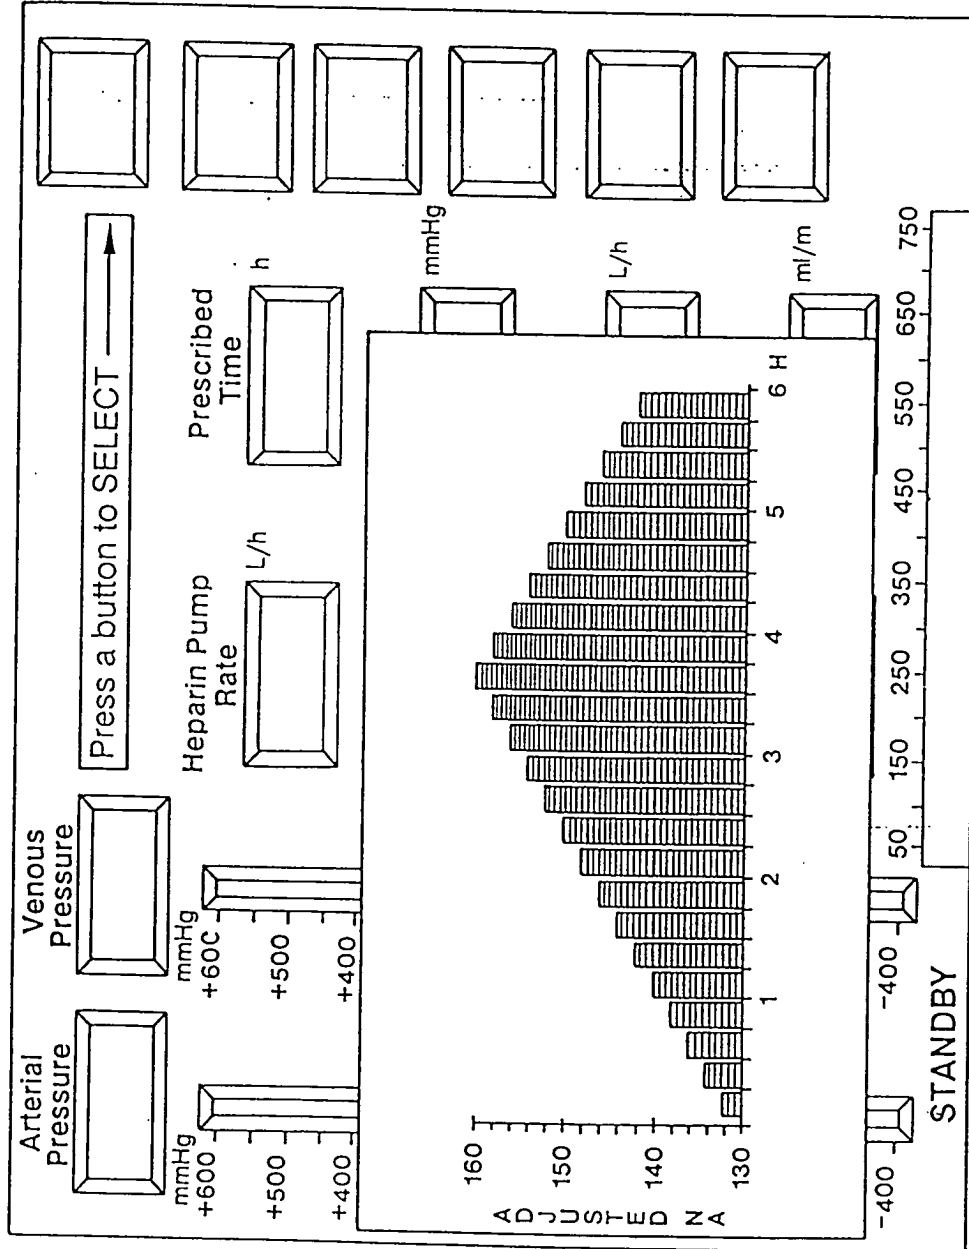 Arterial
Pressure
Venous
Pressure
Press a button to SELECT
Heparin Pump
Rate
L/h
Prescribed
Time
h
mmHg
+600
+500
+400
mmHg
+60C
+500
+400
mmHg
L/h
ml/m
ADJUSTED NA
160
150
140
130
1
2
3
4
5
6
H
-400
-400
STANDBY
50
150
250
350
450
550
650
750